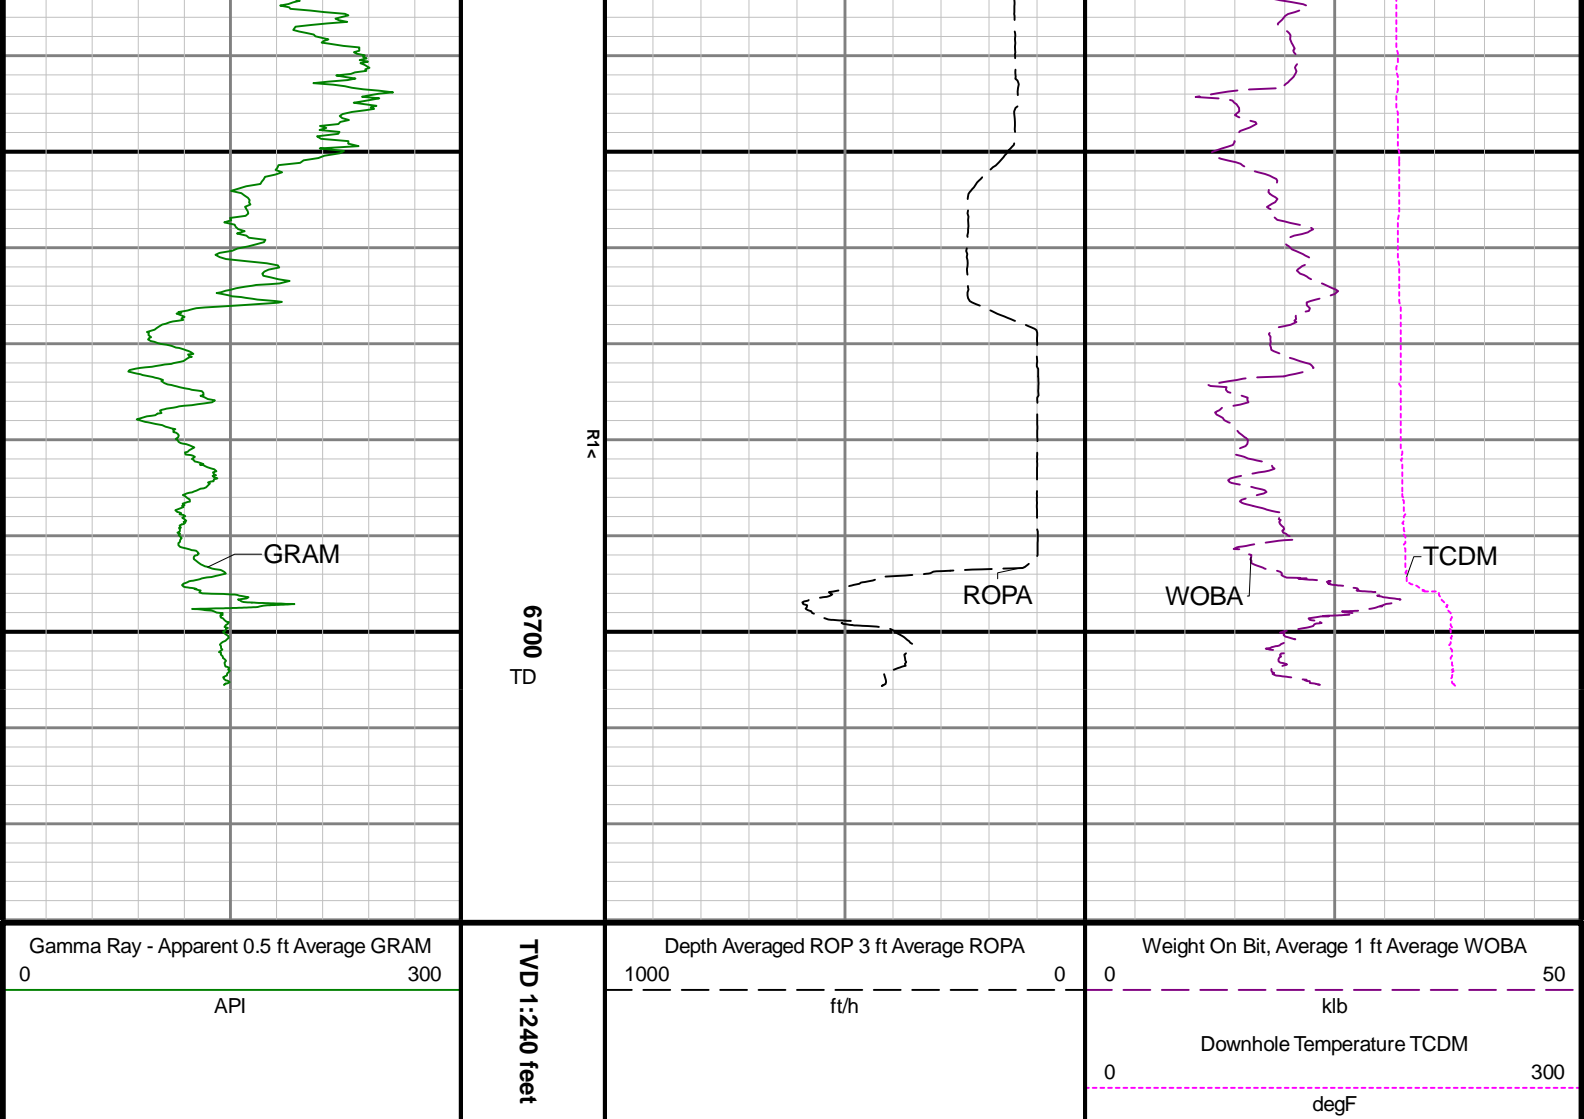 R1<
GRAM
TCDM
ROPA
WOBA
6700
TD
Gamma Ray - Apparent 0.5 ft Average GRAM
0 300
API
TVD 1:240 feet
Depth Averaged ROP 3 ft Average ROPA
1000 0
ft/h
Weight On Bit, Average 1 ft Average WOBA
0 50
klb
Downhole Temperature TCDM
0 300
degF